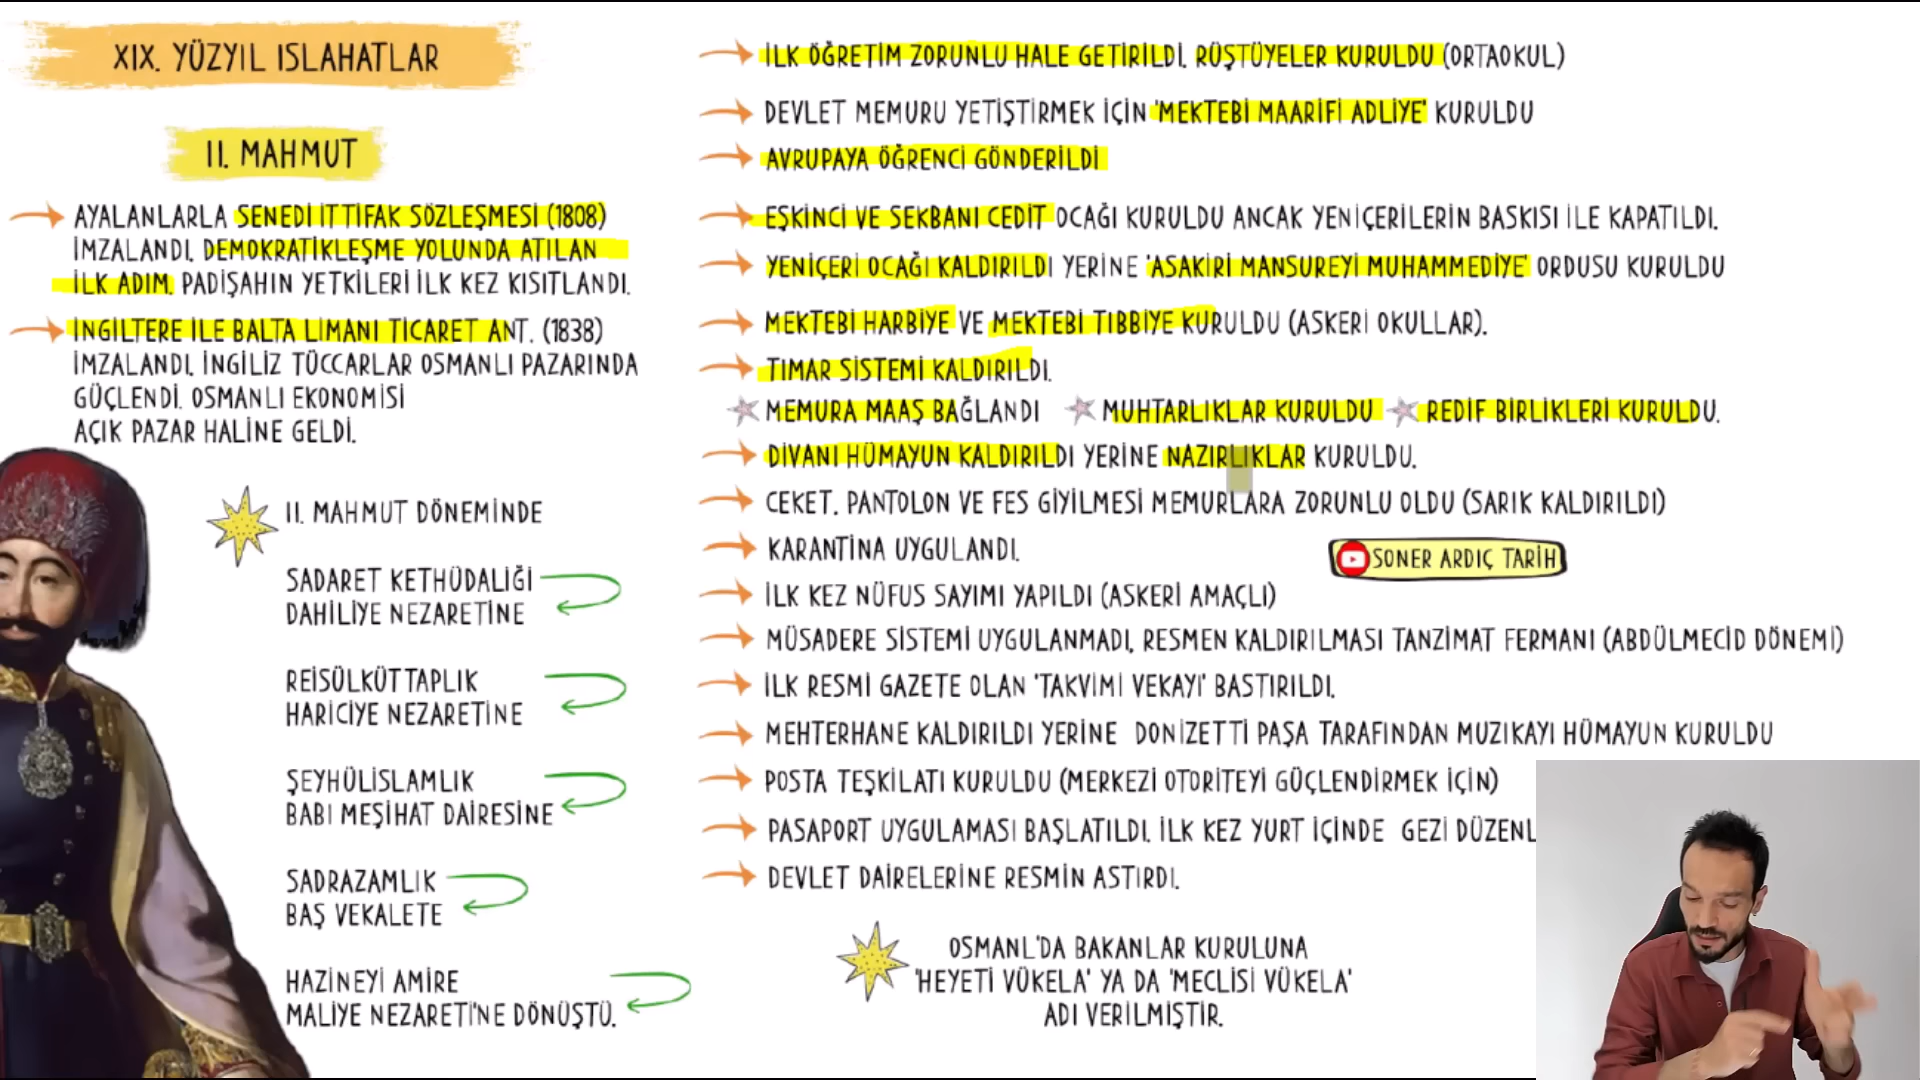 XIX. YÜZYIL ISLAHATLAR
II. MAHMUT
AYALANLARLA SENEDİ İTTİFAK SÖZLEŞMESİ (1808)
İMZALANDI. DEMOKRATİKLEŞME YOLUNDA ATILAN
İLK ADIM. PADİŞAHIN YETKİLERİ İLK KEZ KISITLANDI.
İNGİLTERE İLE BALTA LİMANI TİCARET ANT. (1838)
İMZALANDI. İNGİLİZ TÜCCARLAR OSMANLI PAZARINDA
GÜÇLENDİ. OSMANLI EKONOMİSİ
AÇIK PAZAR HALİNE GELDİ.
II. MAHMUT DÖNEMİNDE
SADARET KETHÜDALIĞI
DAHİLİYE NEZARETİNE
REİSÜLKÜTTAPLIK
HARİCİYE NEZARETİNE
ŞEYHÜLİSLAMLIK
BABI MEŞİHAT DAİRESİNE
SADRAZAMLIK
BAŞ VEKALETE
HAZİNEYİ AMİRE
MALİYE NEZARETİ'NE DÖNÜŞTÜ.
İLK ÖĞRETİM ZORUNLU HALE GETİRİLDİ. RÜŞTÜYELER KURULDU (ORTAOKUL)
DEVLET MEMURU YETİŞTİRMEK İÇİN 'MEKTEBİ MAARİFİ ADLİYE' KURULDU
AVRUPAYA ÖĞRENCİ GÖNDERİLDİ
EŞKİNCİ VE SEKBANI CEDİT OCAĞI KURULDU ANCAK YENİÇERİLERİN BASKISI İLE KAPATILDI.
YENİÇERİ OCAĞI KALDIRILDI YERİNE 'ASAKİRİ MANSUREYİ MUHAMMEDİYE' ORDUSU KURULDU
MEKTEBİ HARBİYE VE MEKTEBİ TIBBİYE KURULDU (ASKERİ OKULLAR).
TIMAR SİSTEMİ KALDIRILDI.
MEMURA MAAŞ BAĞLANDI MUHTARLIKLAR KURULDU REDİF BİRLİKLERİ KURULDU.
DİVANI HÜMAYUN KALDIRILDI YERİNE NAZIRLIKLAR KURULDU.
CEKET, PANTOLON VE FES GİYİLMESİ MEMURLARA ZORUNLU OLDU (SARIK KALDIRILDI)
KARANTİNA UYGULANDI.
SONER ARDIÇ TARİH
İLK KEZ NÜFUS SAYIMI YAPILDI (ASKERİ AMAÇLI)
MÜSADERE SİSTEMİ UYGULANMADI, RESMEN KALDIRILMASI TANZİMAT FERMANI (ABDÜLMECİD DÖNEMİ)
İLK RESMİ GAZETE OLAN 'TAKVİMİ VEKAYİ' BASTIRILDI.
MEHTERHANE KALDIRILDI YERİNE DONİZETTİ PAŞA TARAFINDAN MUZIKAYI HÜMAYUN KURULDU
POSTA TEŞKİLATI KURULDU (MERKEZİ OTORİTEYİ GÜÇLENDİRMEK İÇİN)
PASAPORT UYGULAMASI BAŞLATILDI. İLK KEZ YURT İÇİNDE GEZİ
DEVLET DAİRELERİNE RESMİN ASTIRDI.
OSMANL'DA BAKANLAR KURULUNA
'HEYETİ VÜKELA' YA DA 'MECLİSİ VÜKELA'
ADI VERİLMİŞTİR.